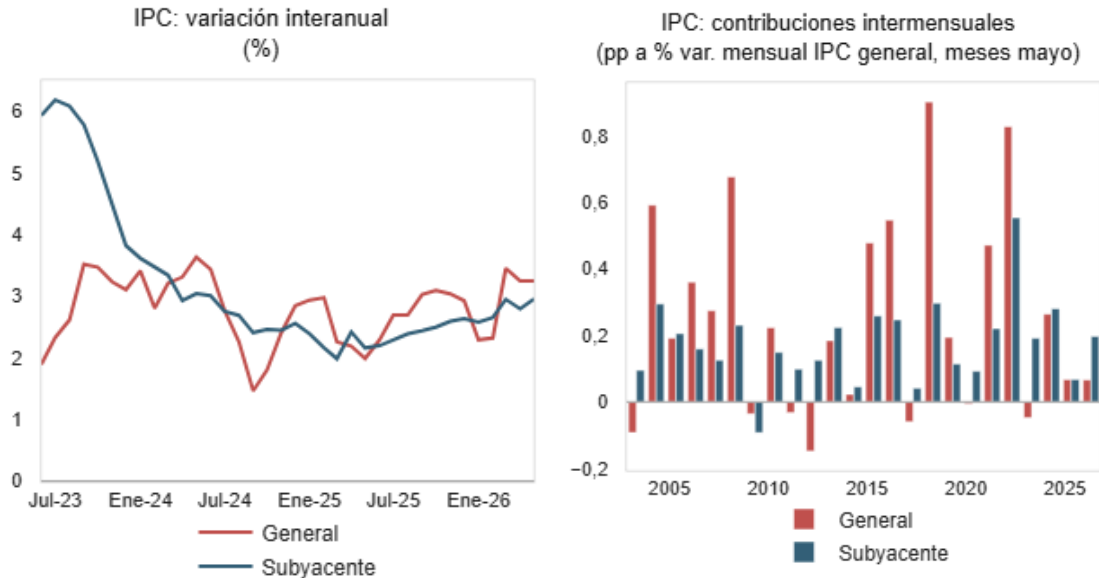 IPC: variación interanual
(%)
6
5
4
3
2
1
0
Jul-23 Ene-24 Jul-24 Ene-25 Jul-25 Ene-26
General
Subyacente
IPC: contribuciones intermensuales
(pp a % var. mensual IPC general, meses mayo)
0,8
0,6
0,4
0,2
0
−0,2
2005 2010 2015 2020 2025
General
Subyacente